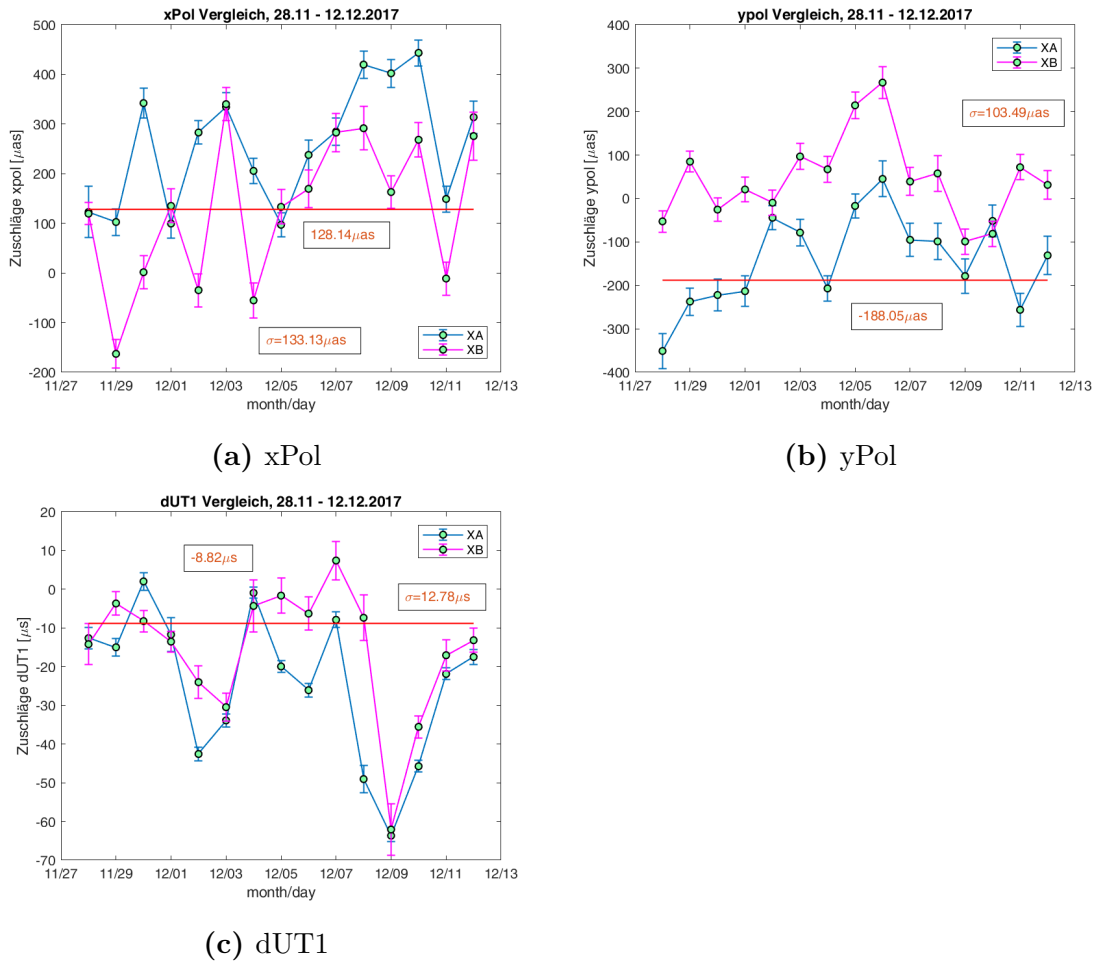 xPol Vergleich, 28.11 - 12.12.2017
Zuschläge xpol [µas]
500
400
300
200
100
0
-100
-200
128.14µas
σ=133.13µas
XA
XB
11/27
11/29
12/01
12/03
12/05
12/07
12/09
12/11
12/13
month/day
(a) xPol
ypol Vergleich, 28.11 - 12.12.2017
Zuschläge ypol [µas]
400
300
200
100
0
-100
-200
-300
-400
XA
XB
σ=103.49µas
-188.05µas
11/27
11/29
12/01
12/03
12/05
12/07
12/09
12/11
12/13
month/day
(b) yPol
dUT1 Vergleich, 28.11 - 12.12.2017
Zuschläge dUT1 [µs]
20
10
0
-10
-20
-30
-40
-50
-60
-70
XA
XB
-8.82µs
σ=12.78µs
11/27
11/29
12/01
12/03
12/05
12/07
12/09
12/11
12/13
month/day
(c) dUT1